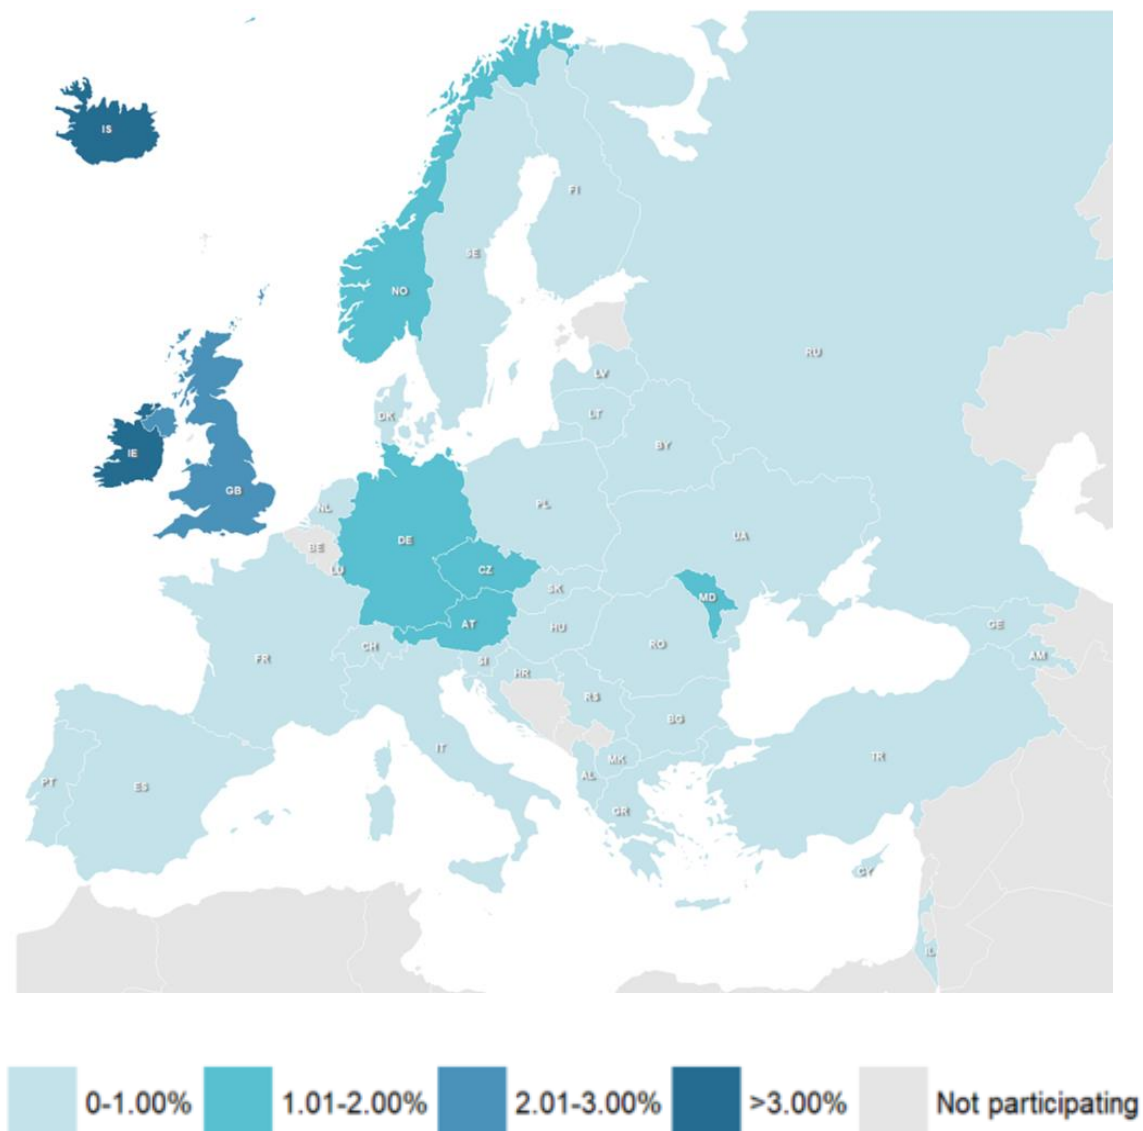 IS
FI
SE
NO
RU
LV
DK
LT
BY
IE
GB
NL
PL
DE
UA
BE
LU
CZ
SK
MD
AT
HU
GE
CH
RO
AM
FR
SI
HR
RS
BG
IT
MK
TR
AL
PT
ES
GR
CY
IL
0-1.00% 1.01-2.00% 2.01-3.00% >3.00% Not participating